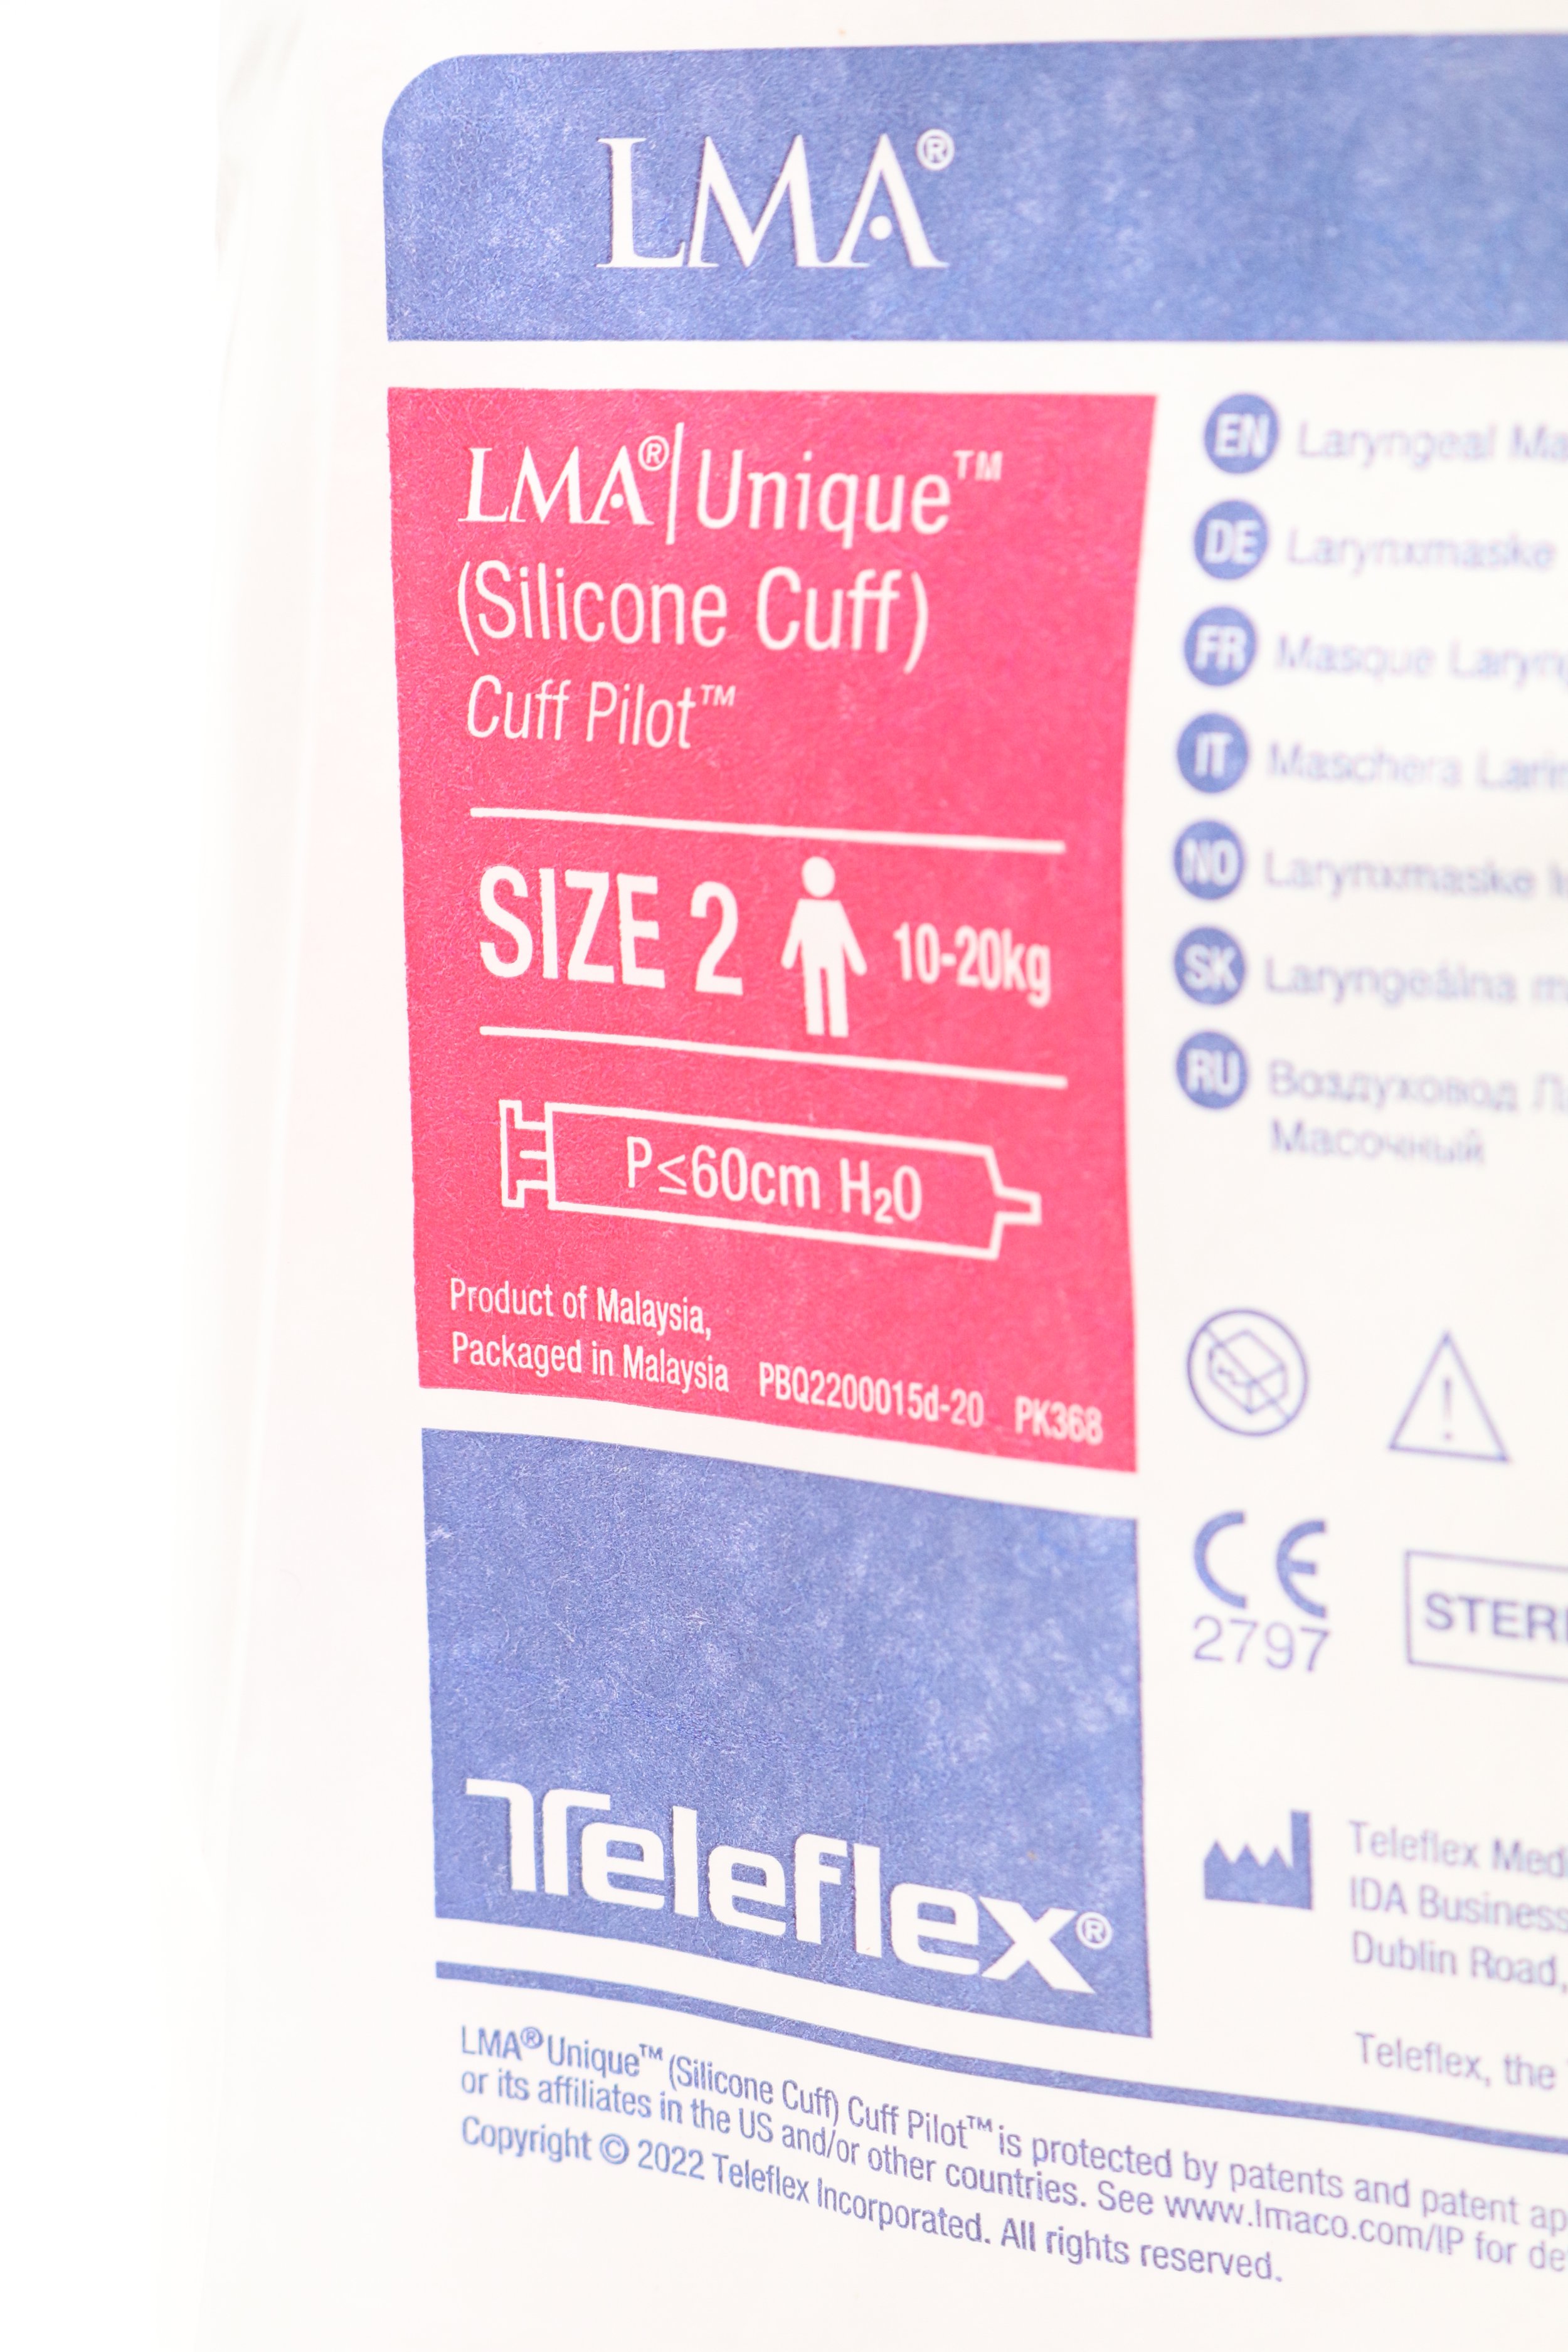 LMA®
LMA®|Unique™
(Silicone Cuff)
Cuff Pilot™
SIZE 2 10-20kg
P≤60cm H₂O
Product of Malaysia,
Packaged in Malaysia PBQ2200015d-20 PK368
Teleflex®
EN Laryngeal
DE Larynxmaske
FR Masque
IT Maschera
NO Larynxmaske
SK Laryngeálna
RU Воздуховод
Масочный
CE
2797
Teleflex
IDA Business
Dublin Road,
Teleflex, the
LMA® Unique™ (Silicone Cuff) Cuff Pilot™ is protected by patents and patent
or its affiliates in the US and/or other countries. See www.lmaco.com/IP for
Copyright © 2022 Teleflex Incorporated. All rights reserved.